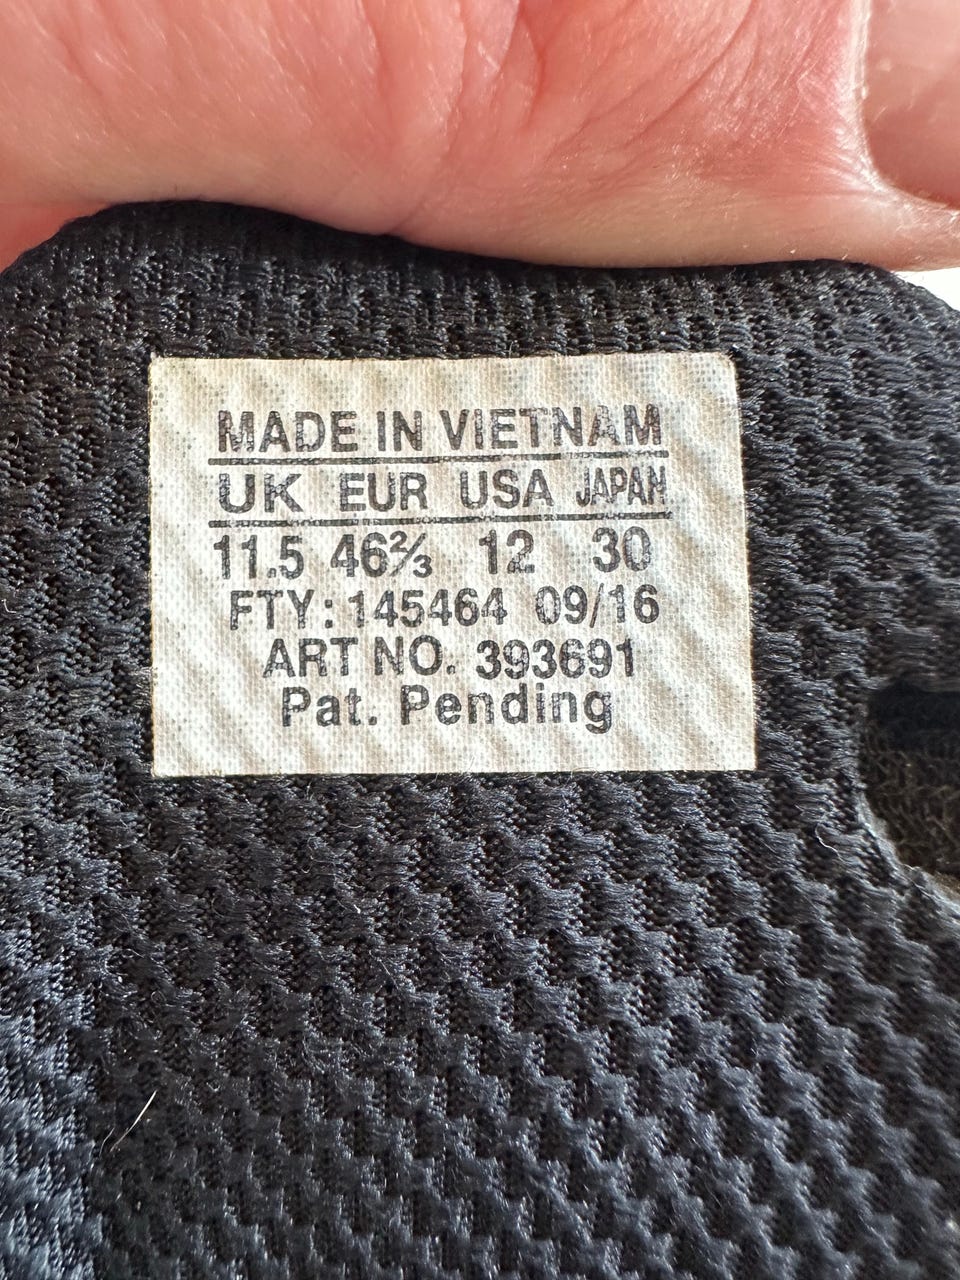 MADE IN VIETNAM
UK EUR USA JAPAN
11.5 46⅔ 12 30
FTY: 145464 09/16
ART NO. 393691
Pat. Pending